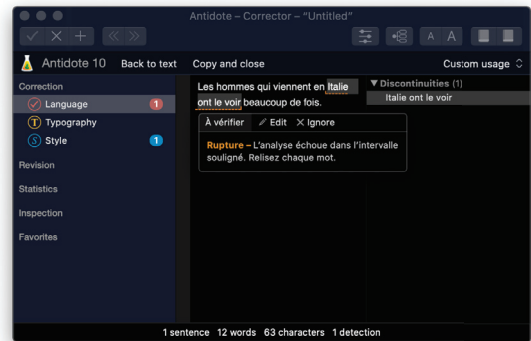 Antidote – Corrector – “Untitled”
A A
Antidote 10 Back to text Copy and close Custom usage
Correction
Language 1
T Typography
S Style 1
Revision
Statistics
Inspection
Favorites
Les hommes qui viennent en Italie
ont le voir beaucoup de fois.
À vérifier Edit Ignore
Rupture – L’analyse échoue dans l’intervalle
souligné. Relisez chaque mot.
Discontinuities (1)
Italie ont le voir
1 sentence 12 words 63 characters 1 detection